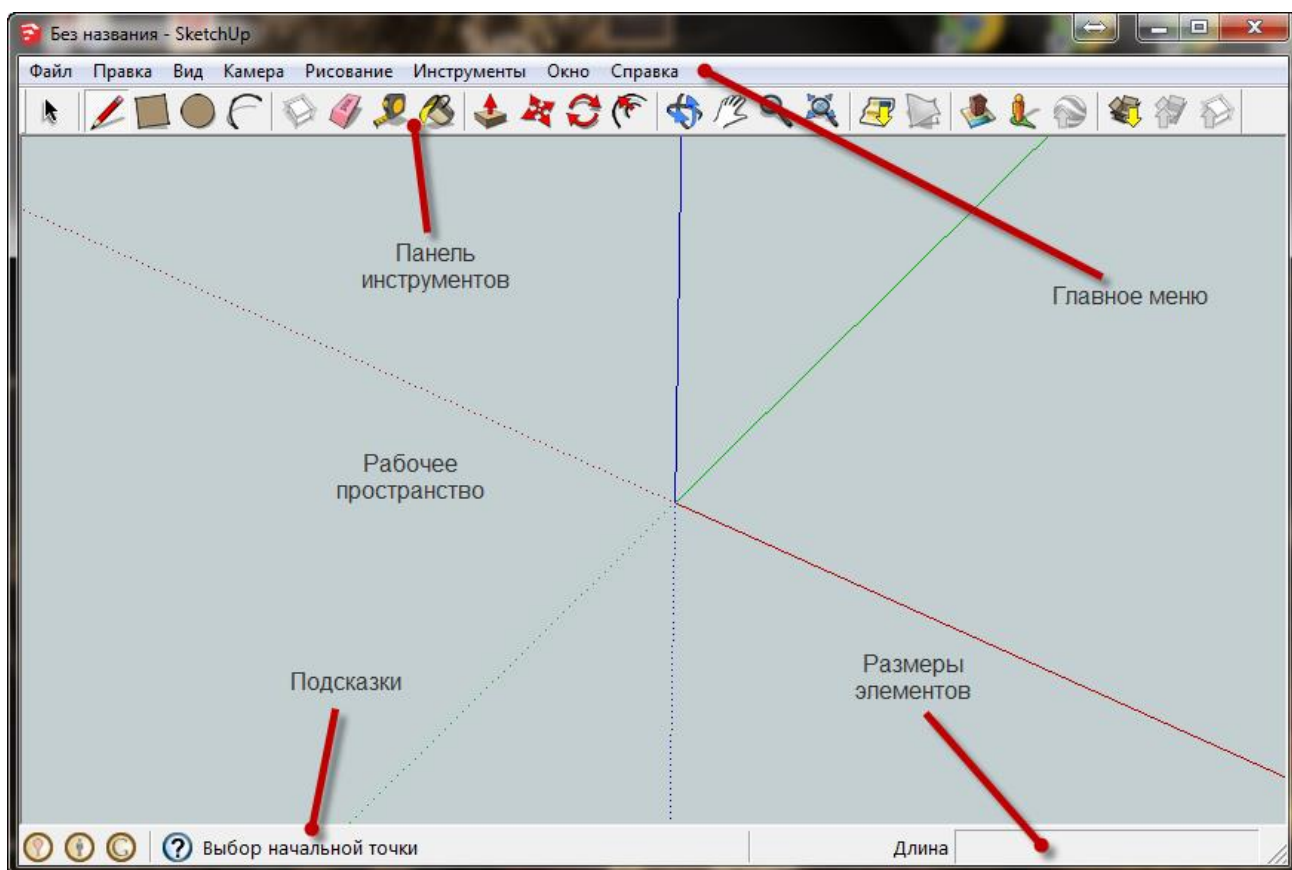 Без названия - SketchUp
Файл Правка Вид Камера Рисование Инструменты Окно Справка
Панель
инструментов
Главное меню
Рабочее
пространство
Подсказки
Размеры
элементов
Выбор начальной точки
Длина